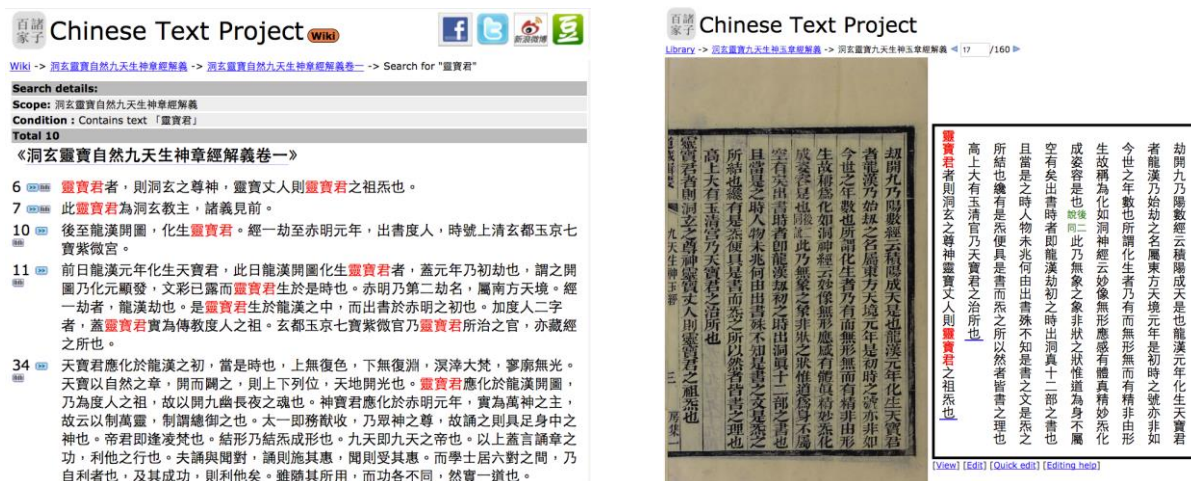 Chinese Text Project Wiki
Wiki -> 洞玄靈寶自然九天生神章經解義 -> 洞玄靈寶自然九天生神章經解義卷一 -> Search for "靈寶君"
Search details:
Scope: 洞玄靈寶自然九天生神章經解義
Condition : Contains text 「靈寶君」
Total 10
《洞玄靈寶自然九天生神章經解義卷一》
6 靈寶君者，則洞玄之尊神，靈寶丈人則靈寶君之祖炁也。
7 此靈寶君為洞玄教主，諸義見前。
10 後至龍漢開圖，化生靈寶君。經一劫至赤明元年，出書度人，時號上清玄都玉京七
寶紫微宮。
11 前日龍漢元年化生天寶君，此日龍漢開圖化生靈寶君者，蓋元年乃初劫也，謂之開
圖乃化元顯發，文彩已露而靈寶君生於是時也。赤明乃第二劫名，屬南方天境。經
一劫者，龍漢劫也。是靈寶君生於龍漢之中，而出書於赤明之初也。加度人二字
者，蓋靈寶君實為傳教度人之祖。玄都玉京七寶紫微官乃靈寶君所治之官，亦藏經
之所也。
34 天寶君應化於龍漢之初，當是時也，上無復色，下無復淵，溟涬大梵，寥廓無光。
天寶以自然之章，開而闢之，則上下列位，天地開光也。靈寶君應化於龍漢開圖，
乃為度人之祖，故以開九幽長夜之魂也。神寶君應化於赤明元年，實為萬神之主，
故云以制萬靈，制謂總御之也。太一即務猷收，乃眾神之尊，故誦之則具足身中之
神也。帝君即逢凌梵也。結形乃結炁成形也。九天即九天之帝也。以上蓋言誦章之
功，利他之行也。夫誦與聞對，誦則施其惠，聞則受其惠。而學士居六對之間，乃
自利者也，及其成功，則利他矣。雖隨其所用，而功各不同，然實一道也。
百諸家子
新浪微博
豆
Chinese Text Project
Library -> 洞玄靈寶九天生神玉章經解義 -> 洞玄靈寶九天生神玉章經解義 17 /160
劫開九乃陽數經云積陽成天是也龍漢元年化生天寶君
者龍漢乃始劫之名屬東方天境元年是初時之號亦非如
今世之年數也所謂化生者乃有而無形無而有精非由形
生故稱為化如洞神經云妙像無形應感有體真精妙炁化
成姿容是也後二說同此乃無象之象非狀之狀惟道為身不屬
空有矣出書時者即龍漢劫初之時出洞真十二部之書也
且當是之時人物未兆何由出書殊不知是書之文是炁之
所結也纔有是炁便具是書而炁之所以然者皆書之理也
高上大有玉清官乃天寶君之治所也
靈寶君者則洞玄之尊神靈寶丈人則靈寶君之祖炁也
[View] [Edit] [Quick edit] [Editing help]